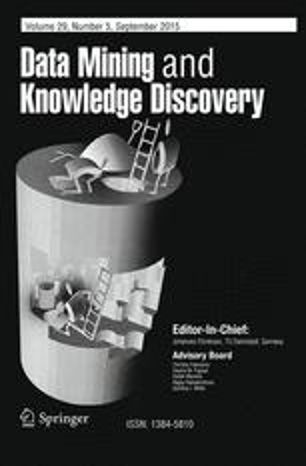 Volume 29, Number 5, September 2015
Data Mining and
Knowledge Discovery
Editor-In-Chief:
Johannes Fürnkranz, TU Darmstadt, Germany
Advisory Board
Springer
ISSN: 1384-5810